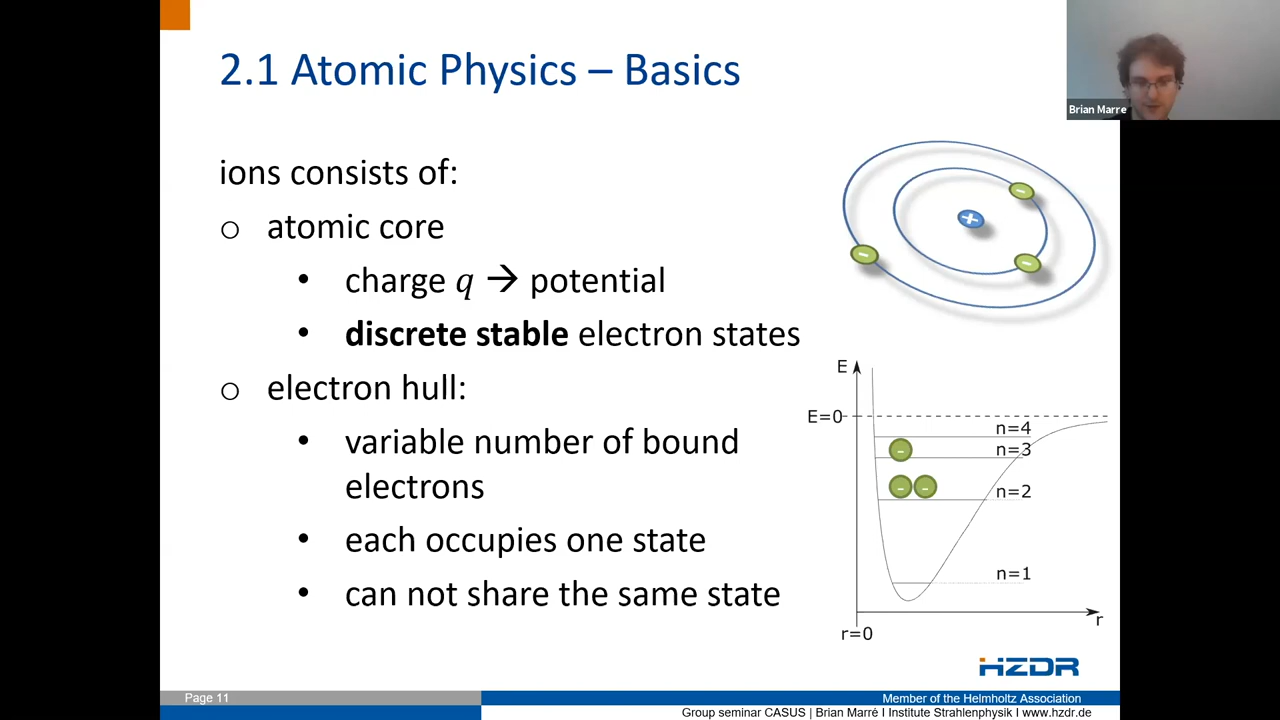 2.1 Atomic Physics – Basics
Brian Marre
ions consists of:
o atomic core
• charge q → potential
• discrete stable electron states
o electron hull:
• variable number of bound
electrons
• each occupies one state
• can not share the same state
+
-
-
-
E
E=0
n=4
n=3
n=2
n=1
-
- -
r
r=0
HZDR
Page 11
Member of the Helmholtz Association
Group seminar CASUS | Brian Marré I Institute Strahlenphysik I www.hzdr.de